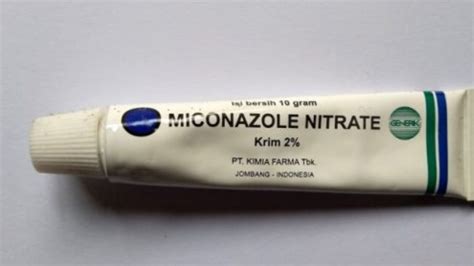 Isi bersih 10 gram
MICONAZOLE NITRATE
GENERIK
Krim 2%
PT. KIMIA FARMA Tbk.
JOMBANG - INDONESIA